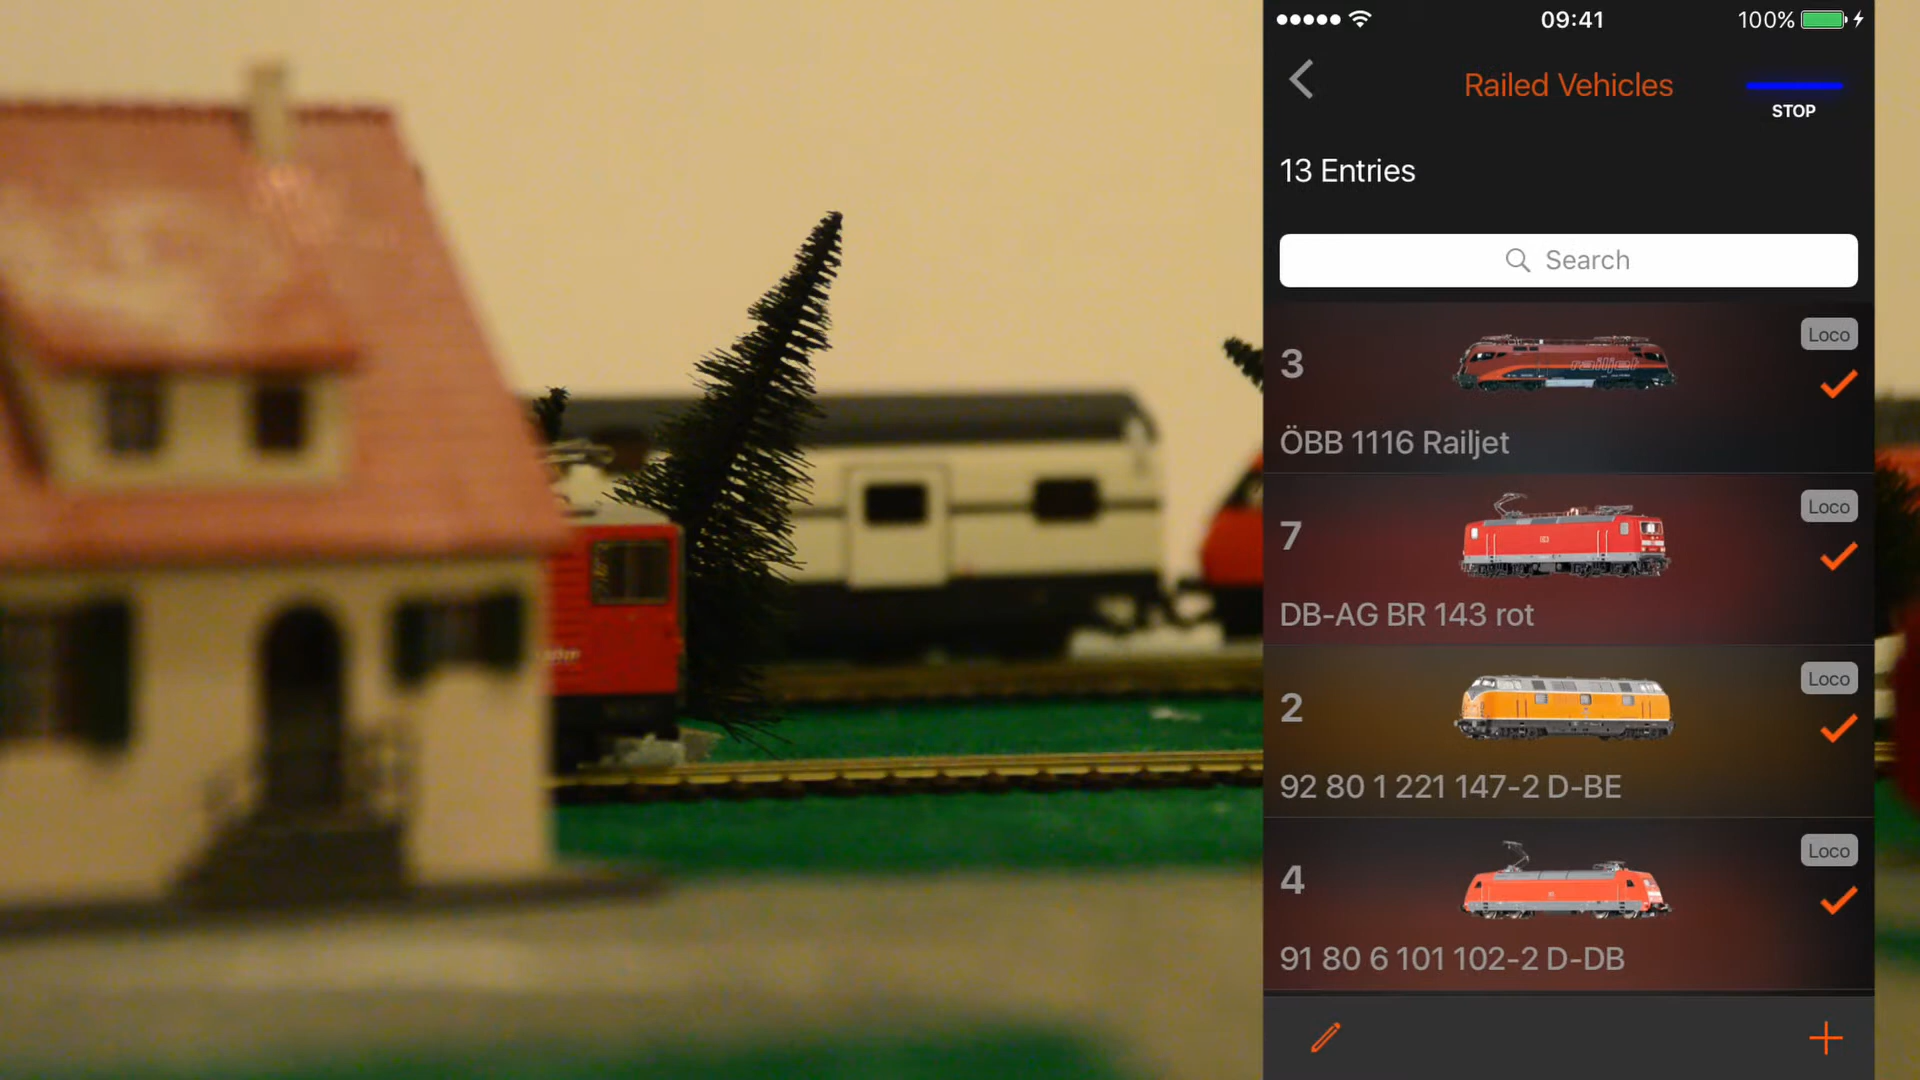 09:41
100%
Railed Vehicles
STOP
13 Entries
Search
3
Loco
railjet
ÖBB 1116 Railjet
7
Loco
DB-AG BR 143 rot
2
Loco
92 80 1 221 147-2 D-BE
4
Loco
91 80 6 101 102-2 D-DB